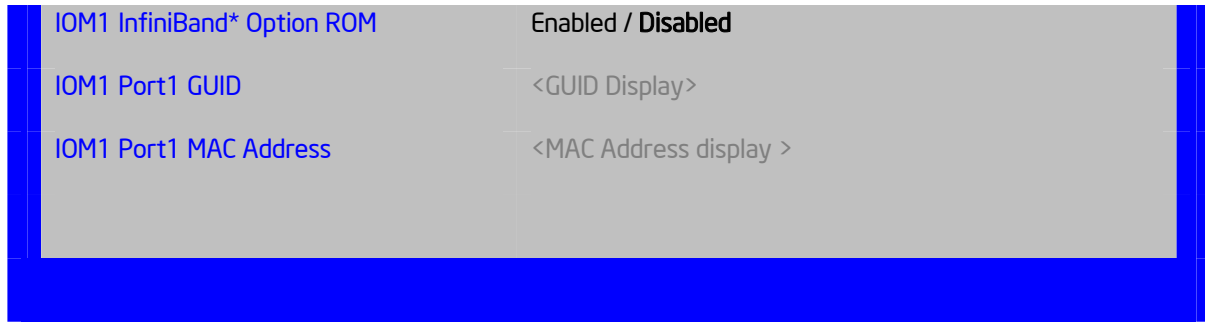 IOM1 InfiniBand* Option ROM Enabled / Disabled
IOM1 Port1 GUID <GUID Display>
IOM1 Port1 MAC Address <MAC Address display >